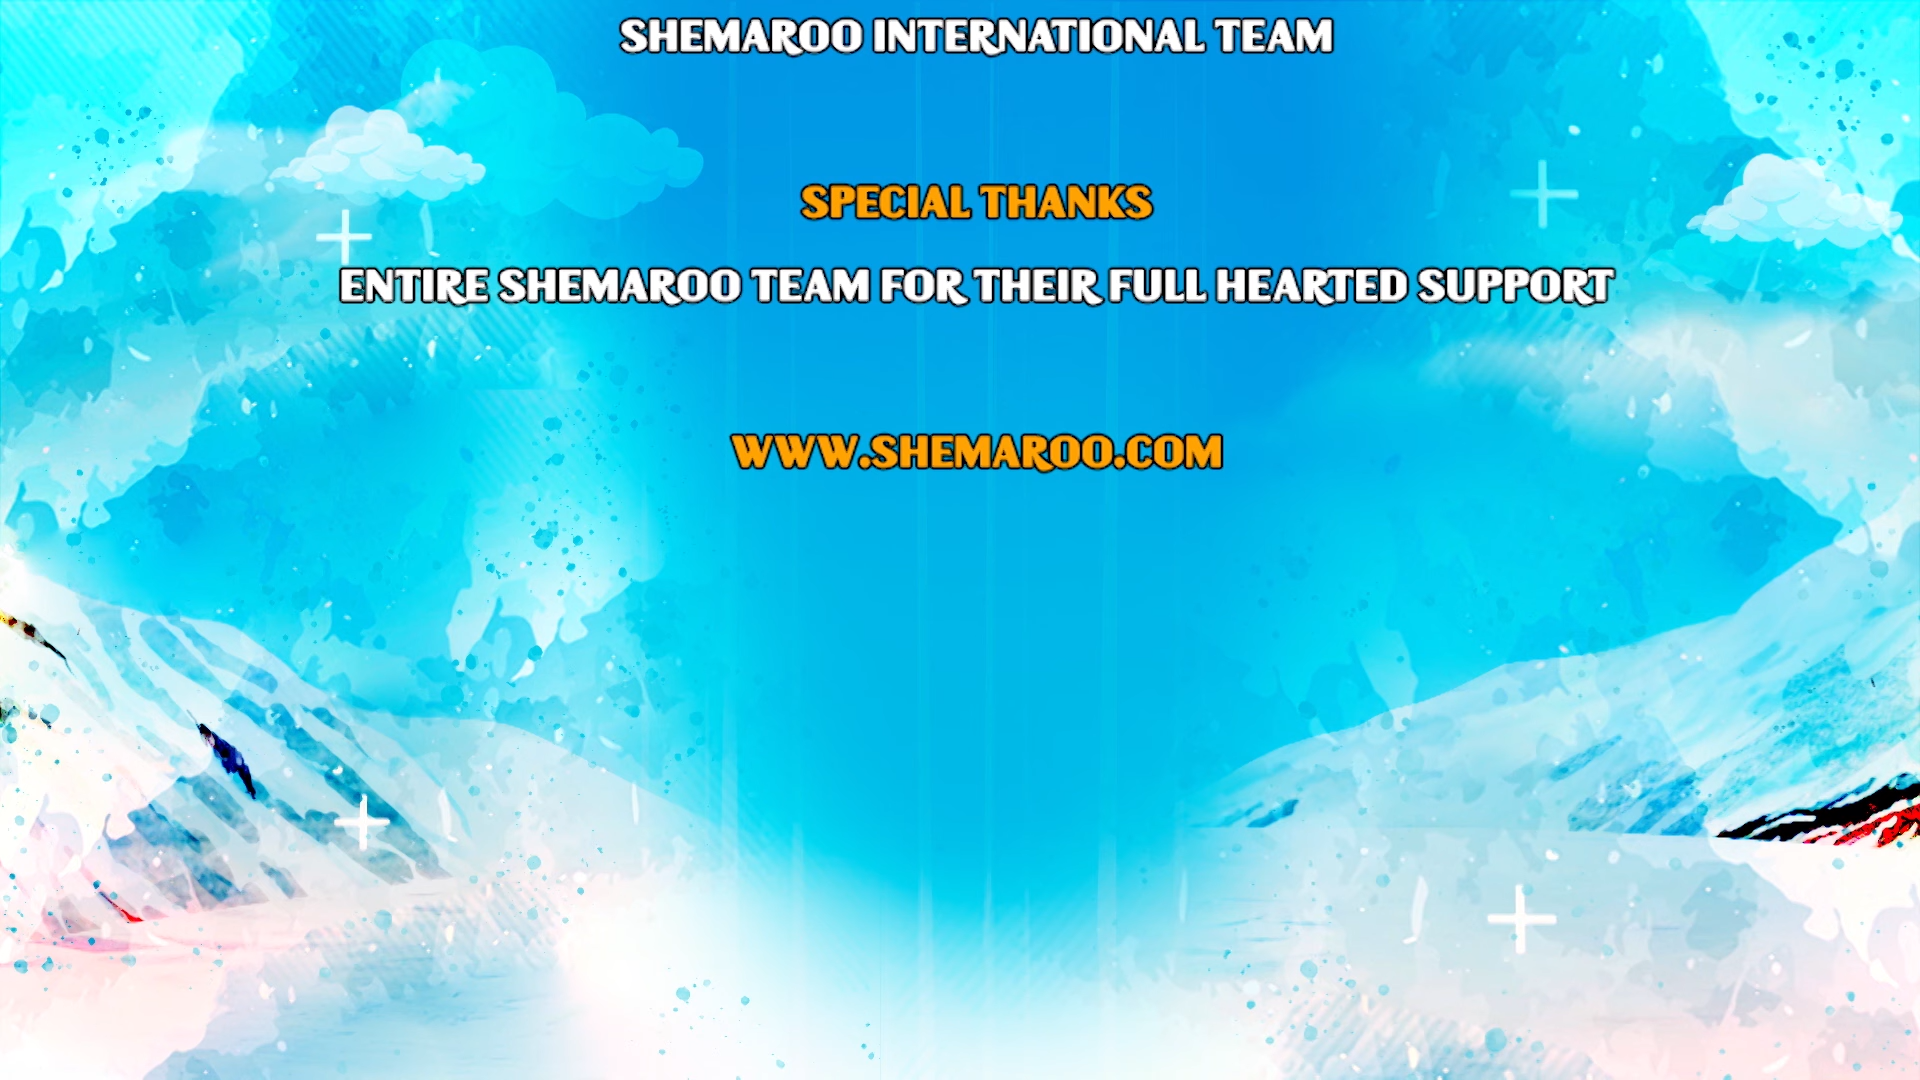 SHEMAROO INTERNATIONAL TEAM
SPECIAL THANKS
ENTIRE SHEMAROO TEAM FOR THEIR FULL HEARTED SUPPORT
WWW.SHEMAROO.COM